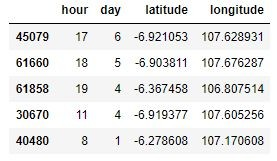 hour day latitude longitude
45079 17 6 -6.921053 107.628931
61660 18 5 -6.903811 107.676287
61858 19 4 -6.367458 106.807514
30670 11 4 -6.919377 107.605256
40480 8 1 -6.278608 107.170608